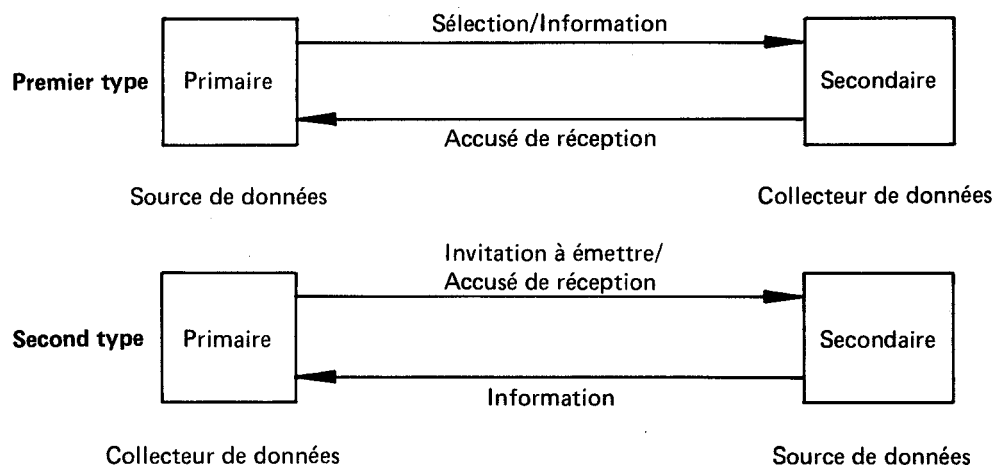 Sélection/Information
Premier type
Primaire
Secondaire
Accusé de réception
Source de données
Collecteur de données
Invitation à émettre/
Accusé de réception
Second type
Primaire
Secondaire
Information
Collecteur de données
Source de données